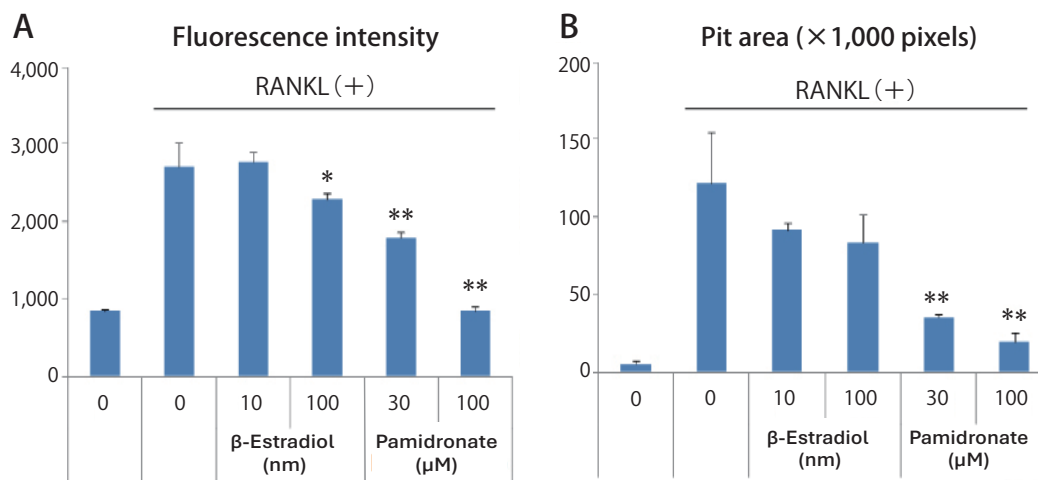 A
Fluorescence intensity
4,000
3,000
2,000
1,000
0
RANKL (+)
*
**
**
0 0 10 100 30 100
β-Estradiol Pamidronate
(nm) (µM)
B
Pit area (×1,000 pixels)
200
150
100
50
0
RANKL (+)
**
**
0 0 10 100 30 100
β-Estradiol Pamidronate
(nm) (µM)